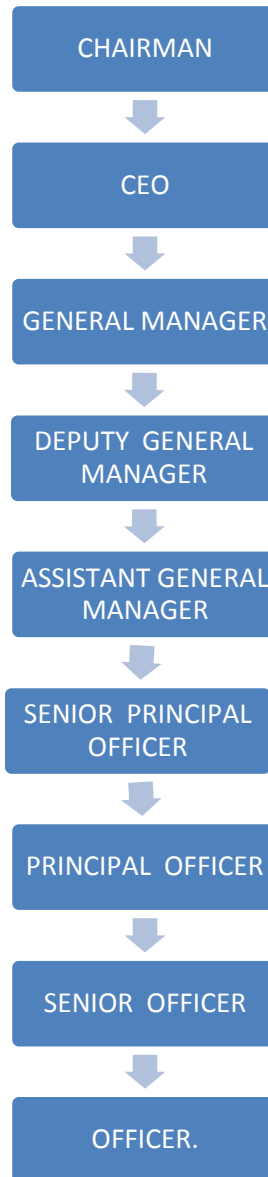 CHAIRMAN
CEO
GENERAL MANAGER
DEPUTY GENERAL
MANAGER
ASSISTANT GENERAL
MANAGER
SENIOR PRINCIPAL
OFFICER
PRINCIPAL OFFICER
SENIOR OFFICER
OFFICER.